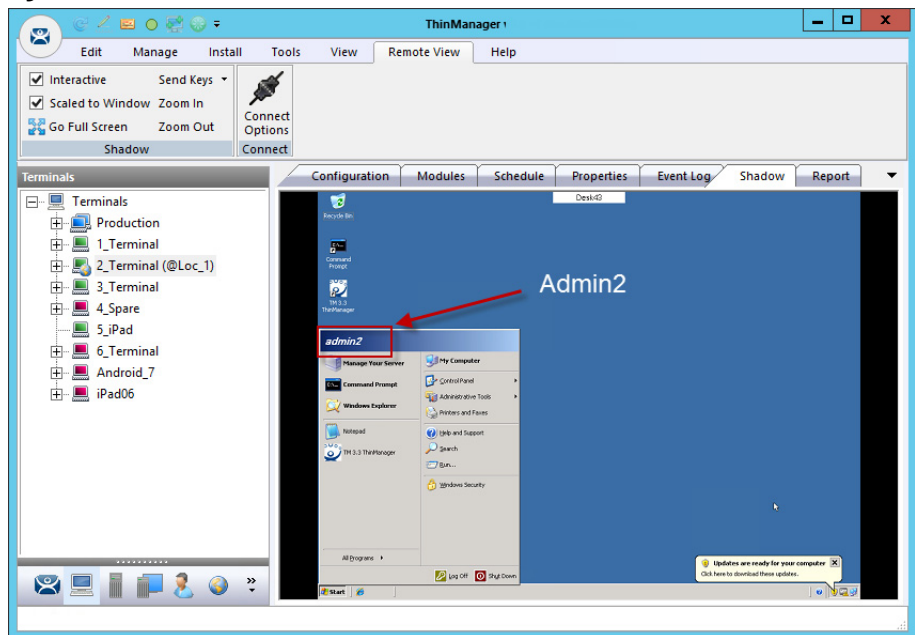 ThinManager
Edit Manage Install Tools View Remote View Help
Interactive Send Keys
Scaled to Window Zoom In
Go Full Screen Zoom Out
Connect Options
Shadow Connect
Terminals
Configuration Modules Schedule Properties Event Log Shadow Report
Terminals
Production
1_Terminal
2_Terminal (@Loc_1)
3_Terminal
4_Spare
5_iPad
6_Terminal
Android_7
iPad06
Desk43
Recycle Bin
Command
Prompt
TM 3.3
ThinManager
Admin2
admin2
Manage Your Server
Command Prompt
Windows Explorer
Notepad
TM 3.3 ThinManager
All Programs
My Computer
Control Panel
Administrative Tools
Printers and Faxes
Help and Support
Search
Run...
Windows Security
Log Off Shut Down
Updates are ready for your computer
Click here to download these updates.
Start